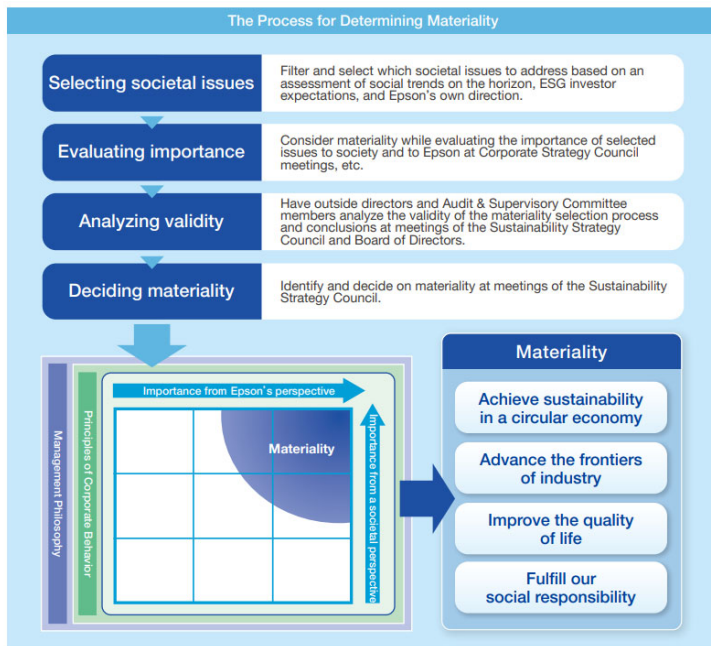 The Process for Determining Materiality
Selecting societal issues
Filter and select which societal issues to address based on an
assessment of social trends on the horizon, ESG investor
expectations, and Epson's own direction.
Evaluating importance
Consider materiality while evaluating the importance of selected
issues to society and to Epson at Corporate Strategy Council
meetings, etc.
Analyzing validity
Have outside directors and Audit & Supervisory Committee
members analyze the validity of the materiality selection process
and conclusions at meetings of the Sustainability Strategy
Council and Board of Directors.
Deciding materiality
Identify and decide on materiality at meetings of the Sustainability
Strategy Council.
Management Philosophy
Principles of Corporate Behavior
Importance from Epson's perspective
Materiality
Importance from a societal perspective
Materiality
Achieve sustainability
in a circular economy
Advance the frontiers
of industry
Improve the quality
of life
Fulfill our
social responsibility